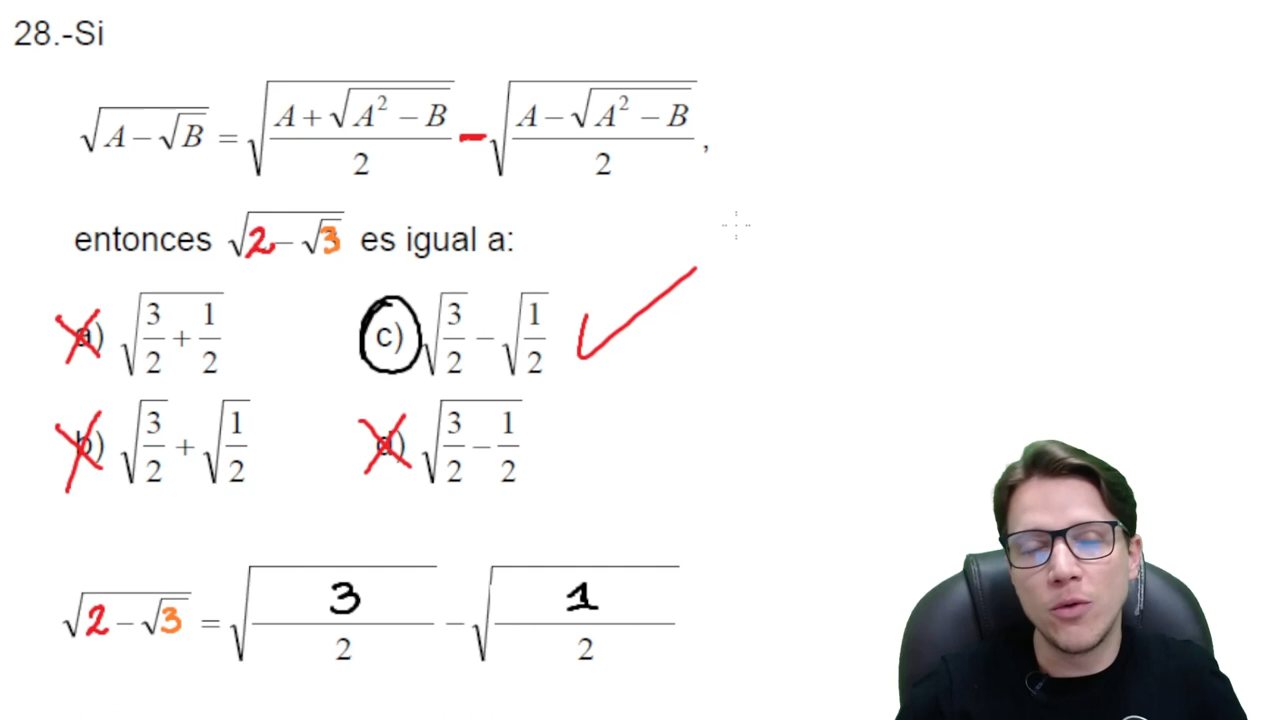 28.-Si
√(A − √B) = √((A + √(A² − B))/2) − √((A − √(A² − B))/2) ,
entonces √(2 − √3) es igual a:
a) √(3/2 + 1/2) c) √(3/2) − √(1/2)
b) √(3/2) + √(1/2) d) √(3/2 − 1/2)
√(2 − √3) = √(3/2) − √(1/2)